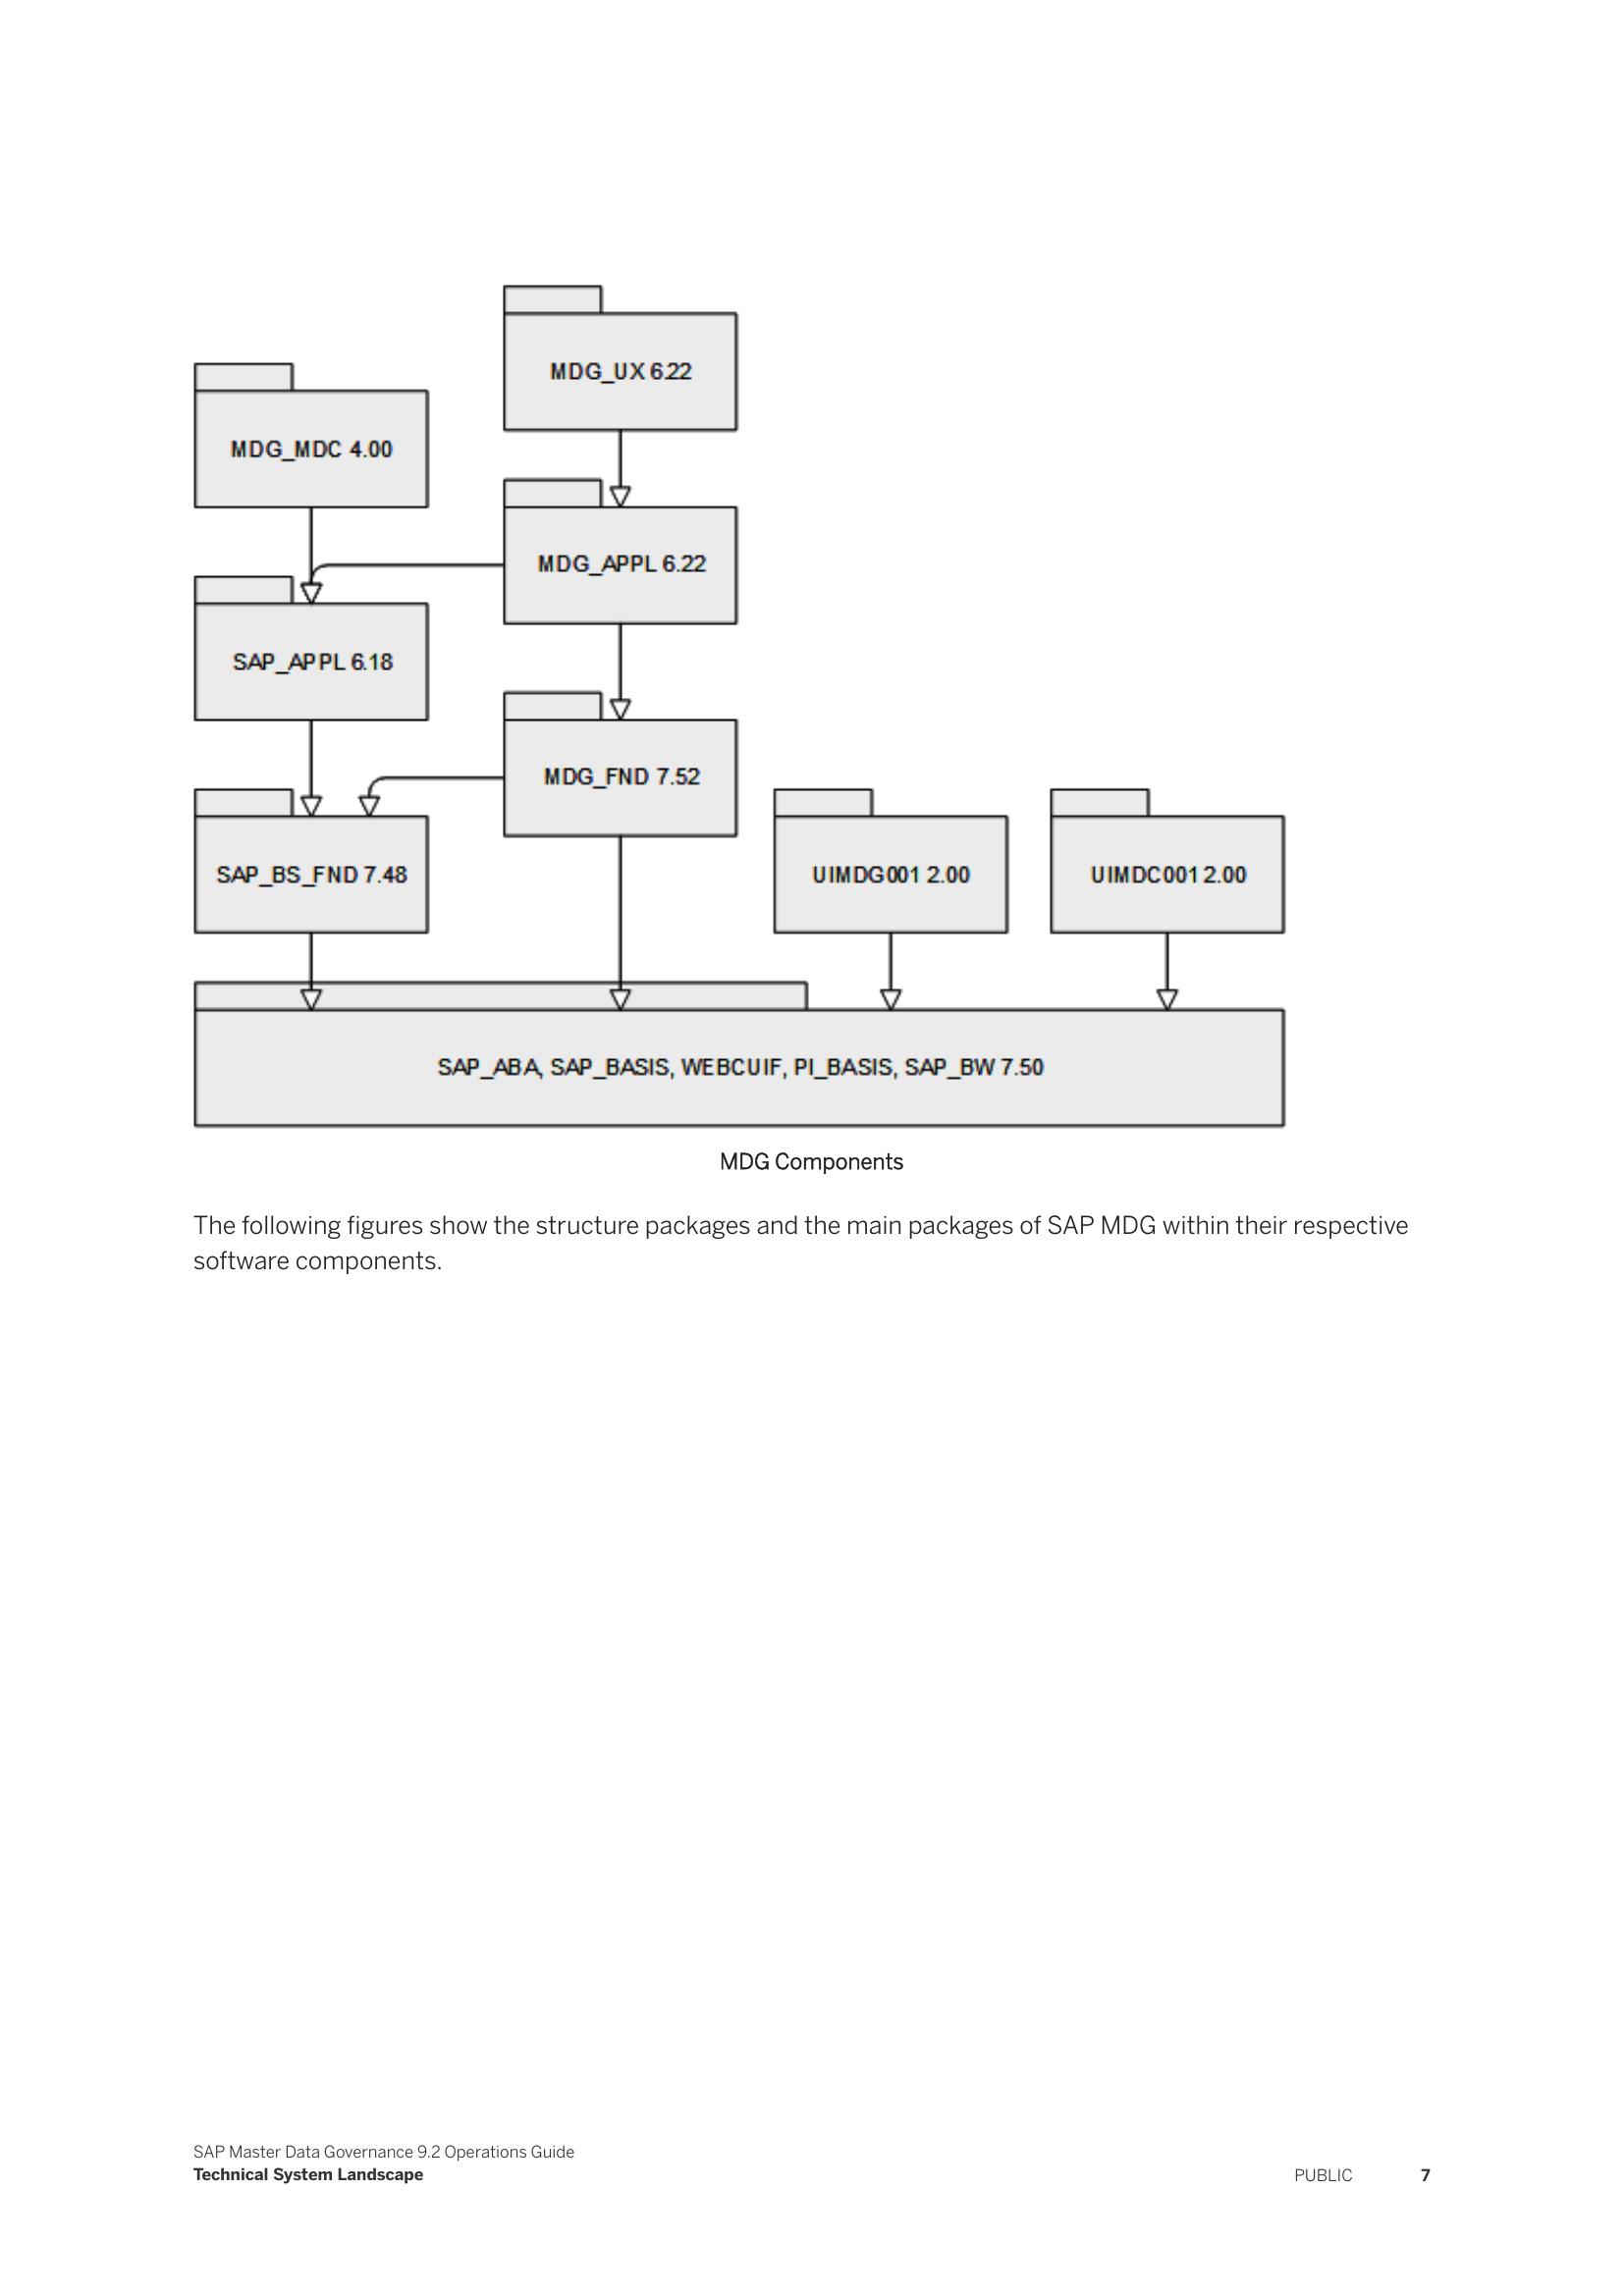 MDG_UX 6.22
MDG_MDC 4.00
MDG_APPL 6.22
SAP_APPL 6.18
MDG_FND 7.52
SAP_BS_FND 7.48
UIMDG001 2.00
UIMDC001 2.00
SAP_ABA, SAP_BASIS, WEBCUIF, PI_BASIS, SAP_BW 7.50
MDG Components
The following figures show the structure packages and the main packages of SAP MDG within their respective
software components.
SAP Master Data Governance 9.2 Operations Guide
Technical System Landscape
PUBLIC 7